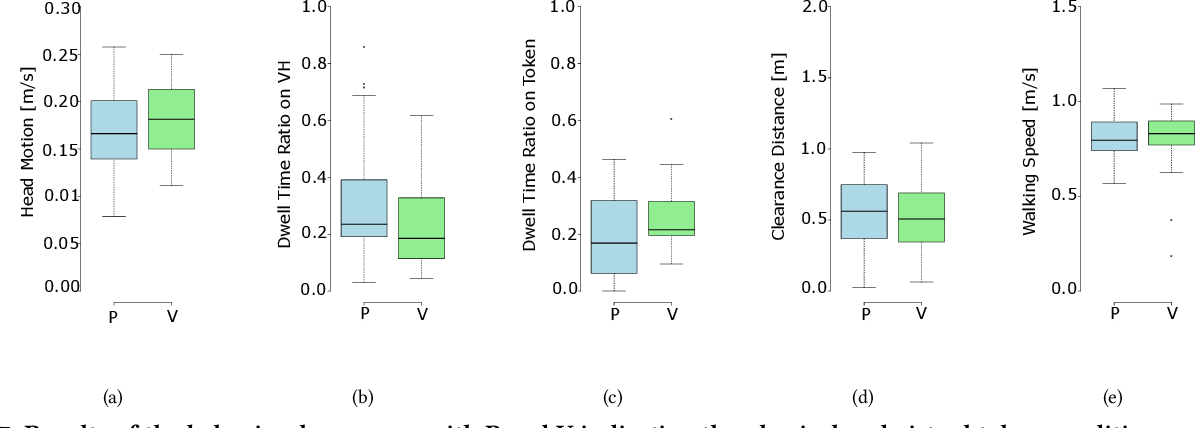 0.30
0.25
0.20
0.15
0.01
0.05
0.00
Head Motion [m/s]
P V
(a)
1.0
0.8
0.6
0.4
0.2
0.0
Dwell Time Ratio on VH
P V
(b)
1.0
0.8
0.6
0.4
0.2
0.0
Dwell Time Ratio on Token
P V
(c)
2.0
1.5
1.0
0.5
0.0
Clearance Distance [m]
P V
(d)
1.5
1.0
0.5
0.0
Walking Speed [m/s]
P V
(e)